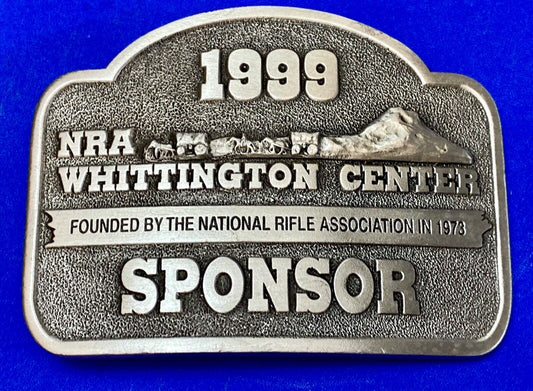 1999
NRA
WHITTINGTON CENTER
FOUNDED BY THE NATIONAL RIFLE ASSOCIATION IN 1973
SPONSOR